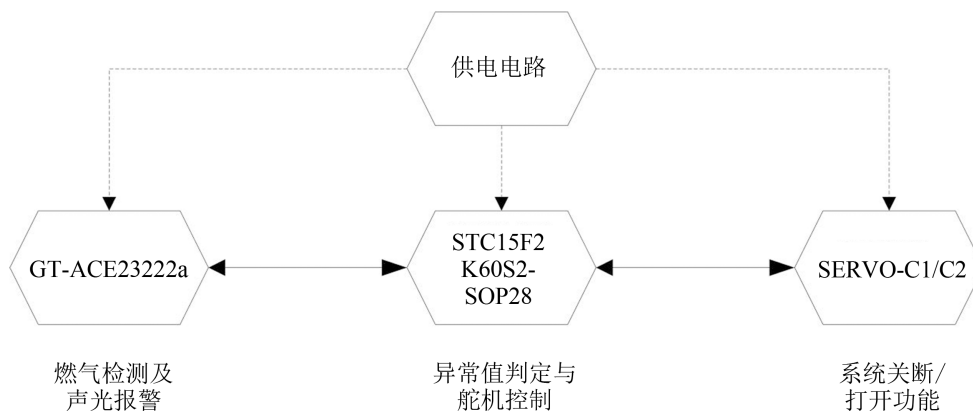 供电电路
GT-ACE23222a
STC15F2
K60S2-
SOP28
SERVO-C1/C2
燃气检测及
声光报警
异常值判定与
舵机控制
系统关断/
打开功能